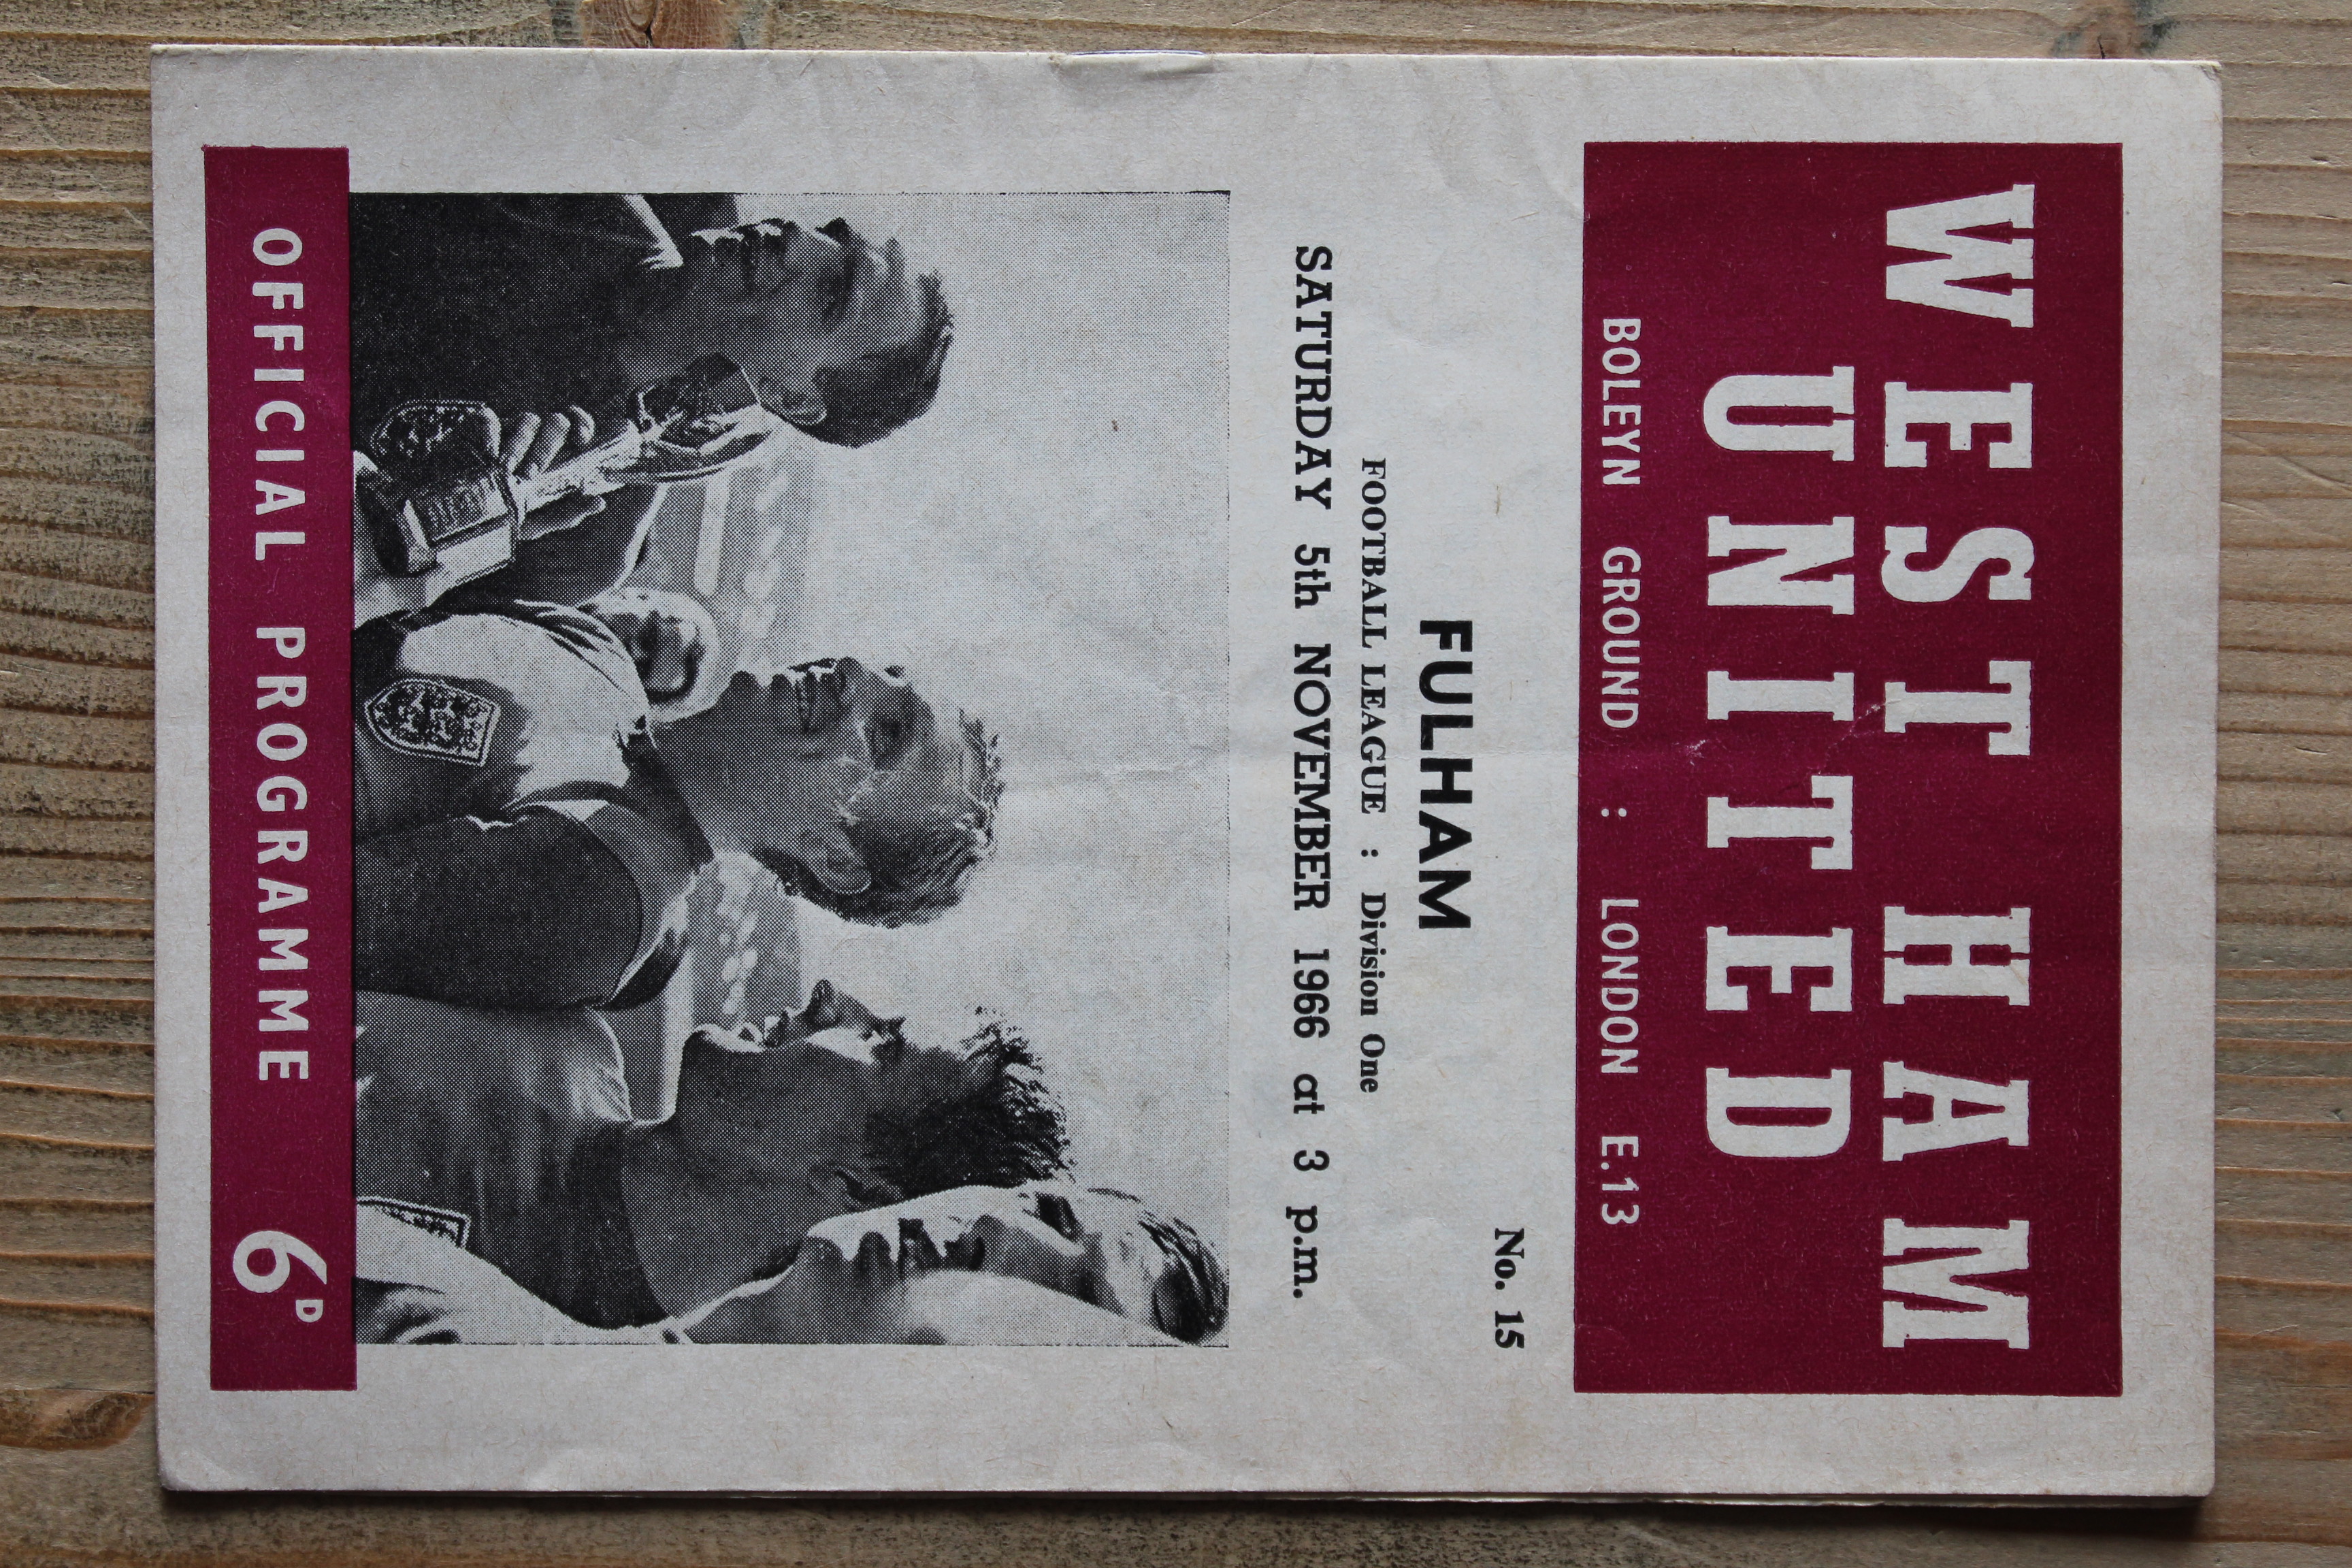 WEST HAM
UNITED
BOLEYN GROUND : LONDON E.13
No. 15
FULHAM
FOOTBALL LEAGUE : Division One
SATURDAY 5th NOVEMBER 1966 at 3 p.m.
OFFICIAL PROGRAMME 6D